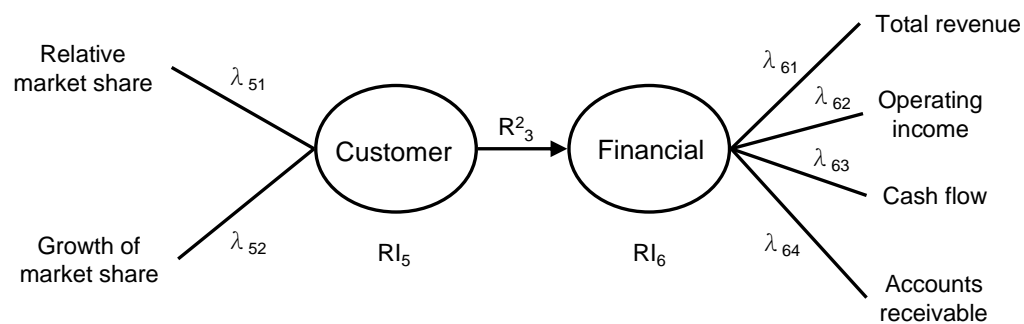 Relative
market share
λ 51
Growth of
market share
λ 52
Customer
RI5
R²3
Financial
RI6
λ 61
Total revenue
λ 62
Operating
income
λ 63
Cash flow
λ 64
Accounts
receivable